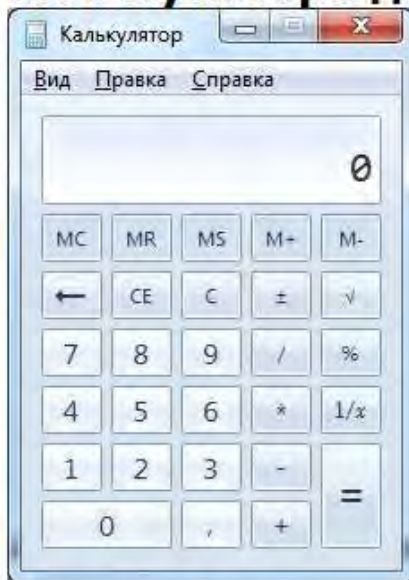 Калькулятор
Вид Правка Справка
0
MC MR MS M+ M-
← CE C ± √
7 8 9 / %
4 5 6 * 1/x
1 2 3 - =
0 , +